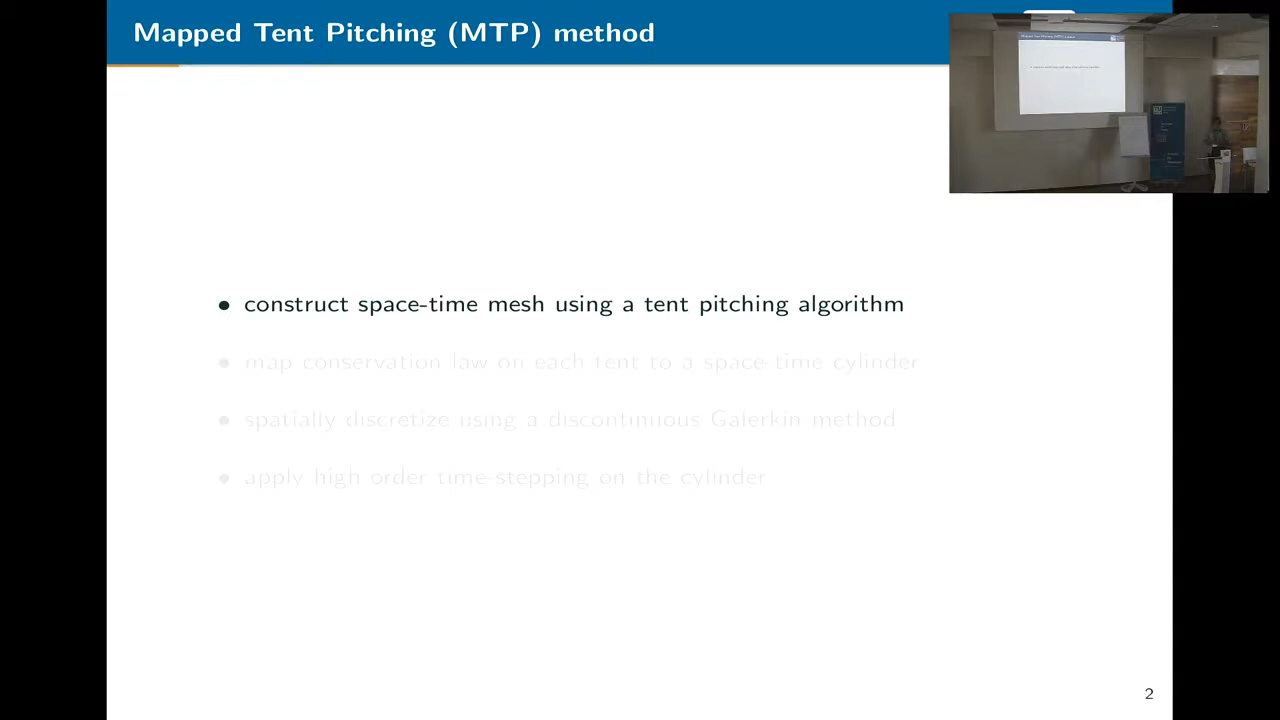 Mapped Tent Pitching (MTP) method
• construct space-time mesh using a tent pitching algorithm
• map conservation law on each tent to a space-time cylinder
• spatially discretize using a discontinuous Galerkin method
• apply high order time-stepping on the cylinder
2